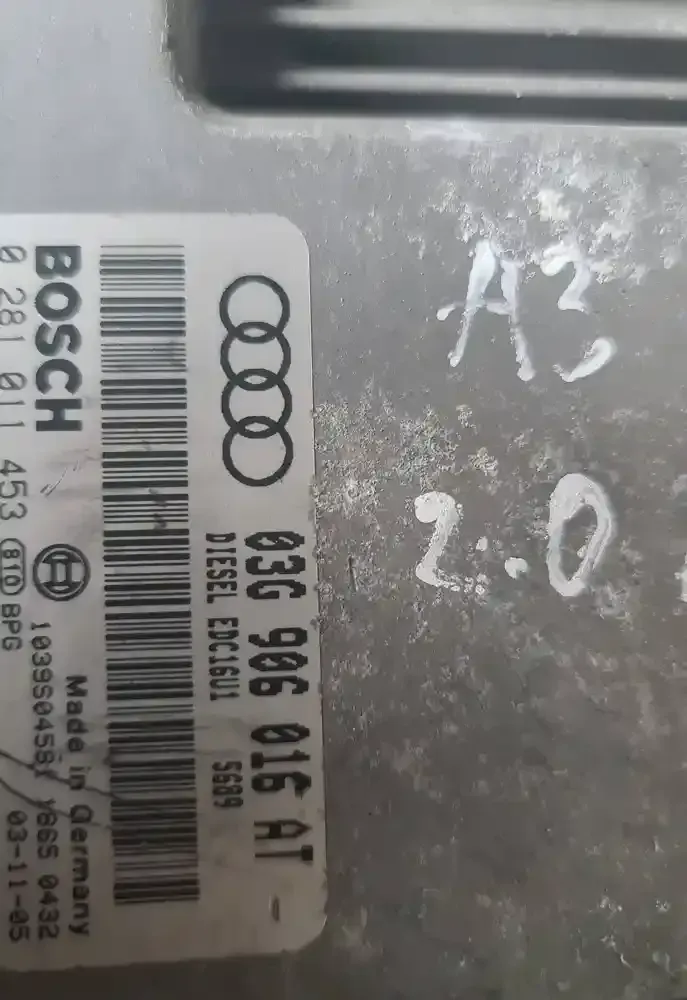 03G 906 016 AT
DIESEL EDC16U1 5689
BOSCH
Made in Germany
0 281 011 453 810 BPG
1039S04581 Y865 0432
03-11-05
A3
2.0